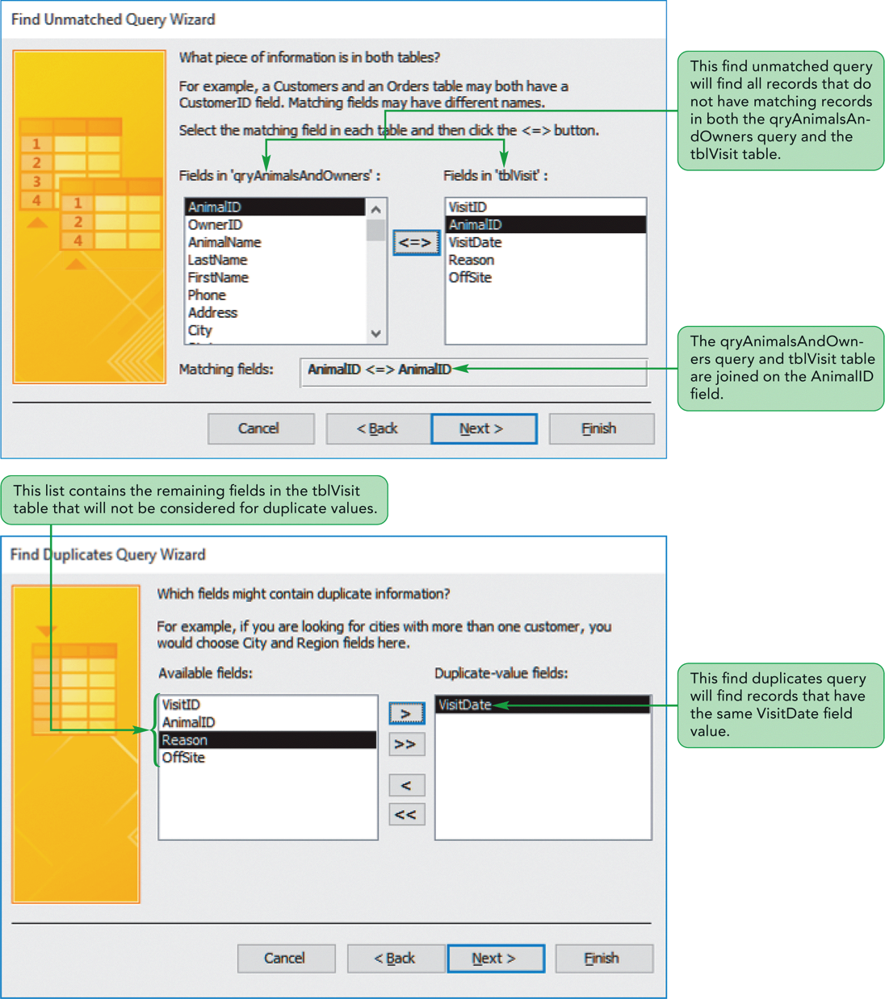 Find Unmatched Query Wizard
What piece of information is in both tables?
For example, a Customers and an Orders table may both have a
CustomerID field. Matching fields may have different names.
Select the matching field in each table and then click the <=> button.
Fields in 'qryAnimalsAndOwners' :
Fields in 'tblVisit' :
1
2
3
4
1
2
4
AnimalID
OwnerID
AnimalName
LastName
FirstName
Phone
Address
City
<=>
VisitID
AnimalID
VisitDate
Reason
OffSite
Matching fields:
AnimalID <=> AnimalID
Cancel
< Back
Next >
Finish
This find unmatched query
will find all records that do
not have matching records
in both the qryAnimalsAn-
dOwners query and the
tblVisit table.
The qryAnimalsAndOwn-
ers query and tblVisit table
are joined on the AnimalID
field.
This list contains the remaining fields in the tblVisit
table that will not be considered for duplicate values.
Find Duplicates Query Wizard
Which fields might contain duplicate information?
For example, if you are looking for cities with more than one customer, you
would choose City and Region fields here.
Available fields:
Duplicate-value fields:
VisitID
AnimalID
Reason
OffSite
>
>>
<
<<
VisitDate
Cancel
< Back
Next >
Finish
This find duplicates query
will find records that have
the same VisitDate field
value.